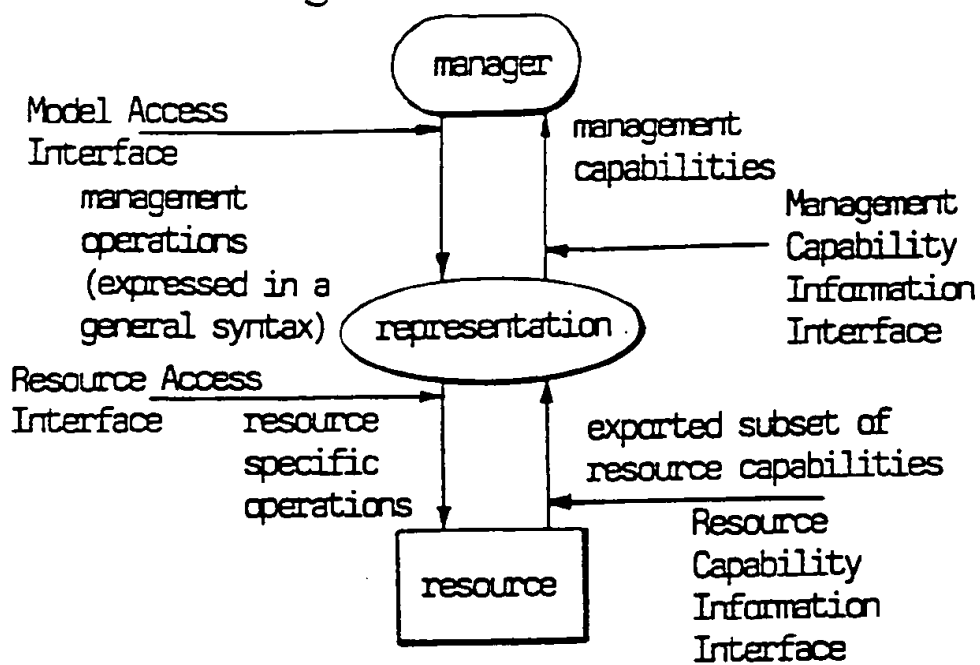 manager
Model Access
Interface
management
capabilities
management
operations
(expressed in a
general syntax)
Management
Capability
Information
Interface
representation
Resource Access
Interface
resource
specific
operations
exported subset of
resource capabilities
Resource
Capability
Information
Interface
resource